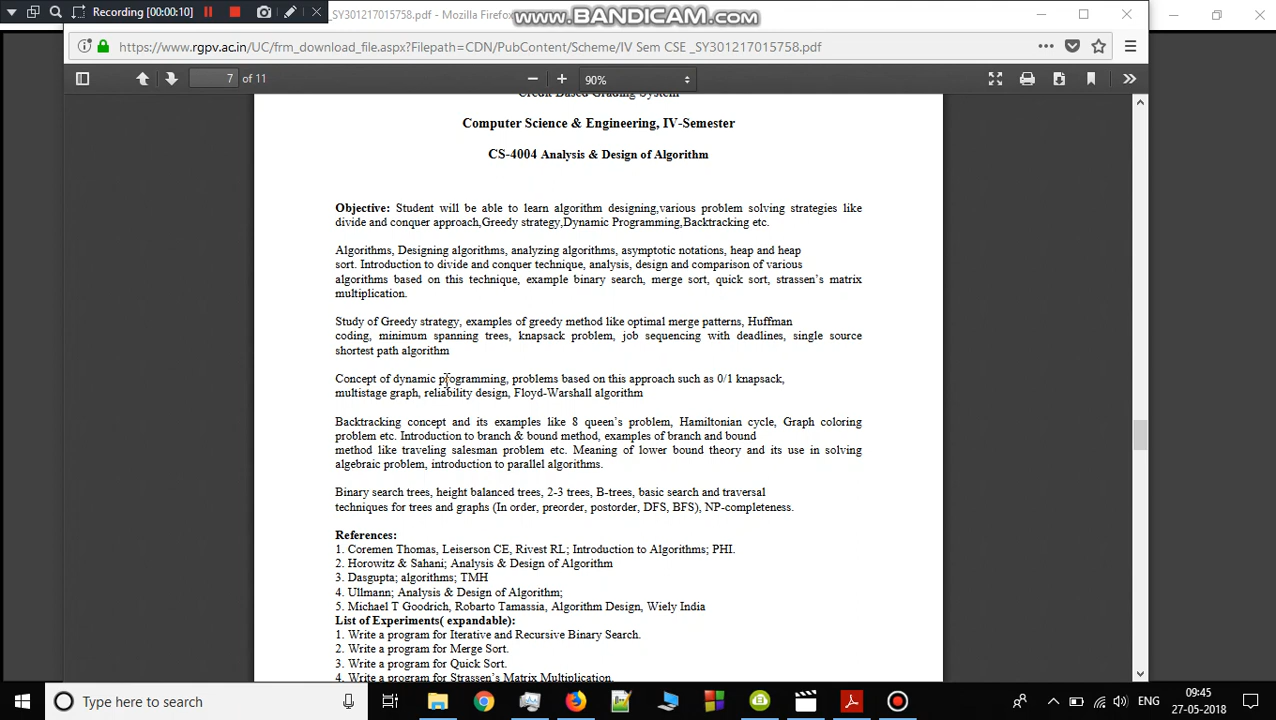 Recording [00:00:10]
_SY301217015758.pdf - Mozilla Firefox
www.BANDICAM.com
https://www.rgpv.ac.in/UC/frm_download_file.aspx?Filepath=CDN/PubContent/Scheme/IV Sem CSE _SY301217015758.pdf
7 of 11
90%
Credit Based Grading System
Computer Science & Engineering, IV-Semester
CS-4004 Analysis & Design of Algorithm
Objective: Student will be able to learn algorithm designing,various problem solving strategies like
divide and conquer approach,Greedy strategy,Dynamic Programming,Backtracking etc.
Algorithms, Designing algorithms, analyzing algorithms, asymptotic notations, heap and heap
sort. Introduction to divide and conquer technique, analysis, design and comparison of various
algorithms based on this technique, example binary search, merge sort, quick sort, strassen's matrix
multiplication.
Study of Greedy strategy, examples of greedy method like optimal merge patterns, Huffman
coding, minimum spanning trees, knapsack problem, job sequencing with deadlines, single source
shortest path algorithm
Concept of dynamic programming, problems based on this approach such as 0/1 knapsack,
multistage graph, reliability design, Floyd-Warshall algorithm
Backtracking concept and its examples like 8 queen's problem, Hamiltonian cycle, Graph coloring
problem etc. Introduction to branch & bound method, examples of branch and bound
method like traveling salesman problem etc. Meaning of lower bound theory and its use in solving
algebraic problem, introduction to parallel algorithms.
Binary search trees, height balanced trees, 2-3 trees, B-trees, basic search and traversal
techniques for trees and graphs (In order, preorder, postorder, DFS, BFS), NP-completeness.
References:
1. Coremen Thomas, Leiserson CE, Rivest RL; Introduction to Algorithms; PHI.
2. Horowitz & Sahani; Analysis & Design of Algorithm
3. Dasgupta; algorithms; TMH
4. Ullmann; Analysis & Design of Algorithm;
5. Michael T Goodrich, Robarto Tamassia, Algorithm Design, Wiely India
List of Experiments( expandable):
1. Write a program for Iterative and Recursive Binary Search.
2. Write a program for Merge Sort.
3. Write a program for Quick Sort.
4. Write a program for Strassen's Matrix Multiplication.
Type here to search
ENG
09:45
27-05-2018